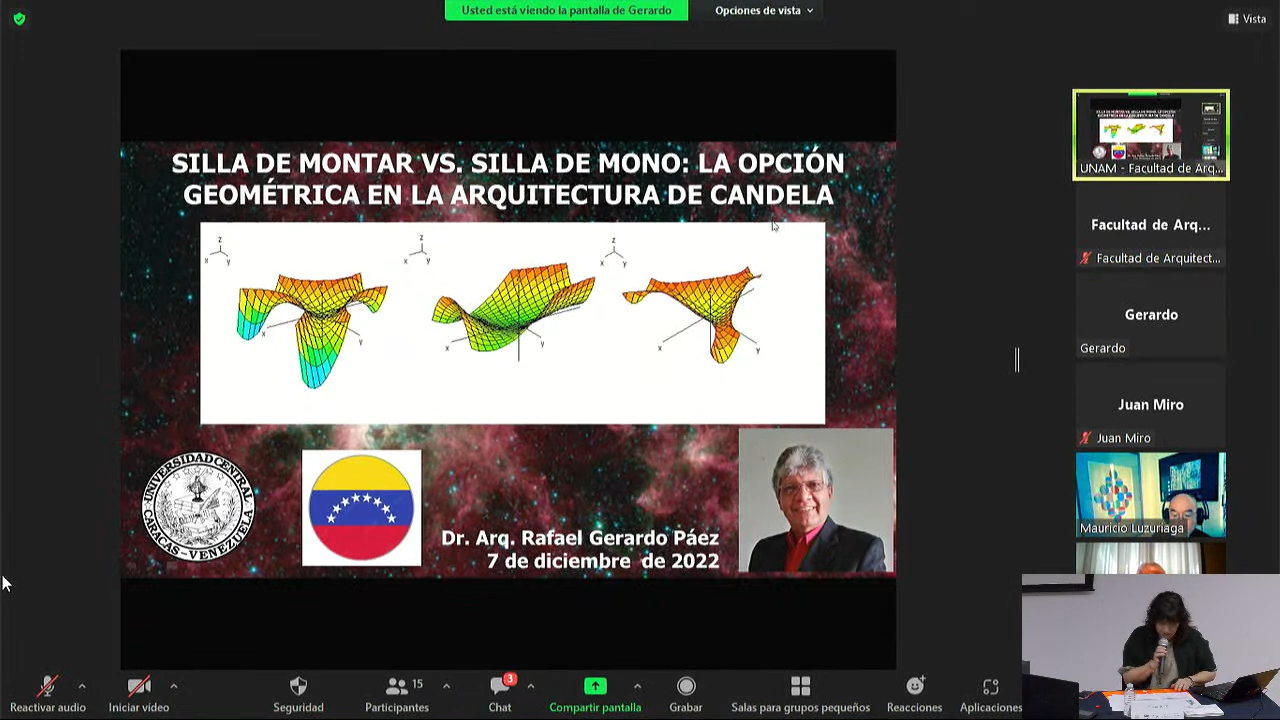 Usted está viendo la pantalla de Gerardo
Opciones de vista
Vista
SILLA DE MONTAR VS. SILLA DE MONO: LA OPCIÓN
GEOMÉTRICA EN LA ARQUITECTURA DE CANDELA
z
x
y
x
y
z
x
y
x
y
z
x
y
x
y
UNIVERSIDAD CENTRAL
CARACAS-VENEZUELA
Dr. Arq. Rafael Gerardo Páez
7 de diciembre de 2022
UNAM - Facultad de Arq...
Facultad de Arq...
Facultad de Arquitect...
Gerardo
Gerardo
Juan Miro
Juan Miro
Mauricio Luzuriaga
Reactivar audio
Iniciar vídeo
Seguridad
15
Participantes
3
Chat
Compartir pantalla
Grabar
Salas para grupos pequeños
Reacciones
Aplicaciones